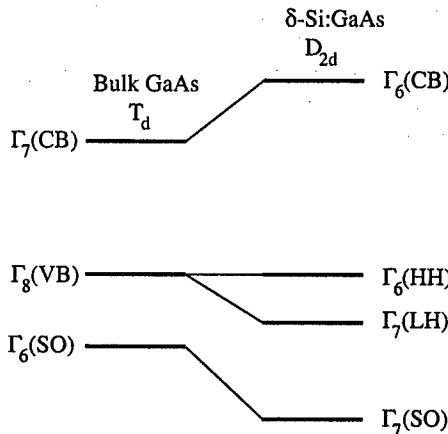 δ-Si:GaAs
D2d
Bulk GaAs
Td
Γ6(CB)
Γ7(CB)
Γ8(VB)
Γ6(HH)
Γ7(LH)
Γ6(SO)
Γ7(SO)